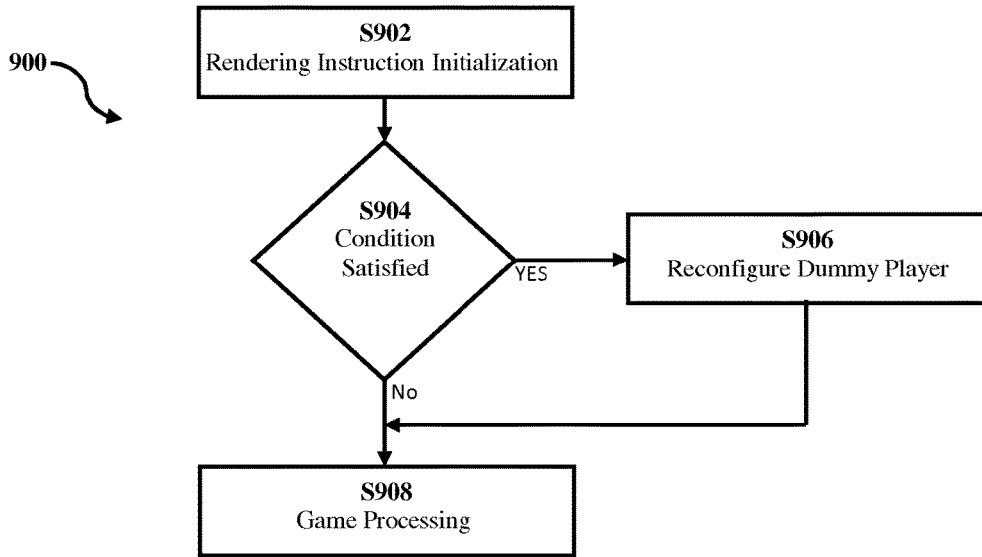 S902
Rendering Instruction Initialization
900
S904
Condition
Satisfied
YES
S906
Reconfigure Dummy Player
No
S908
Game Processing